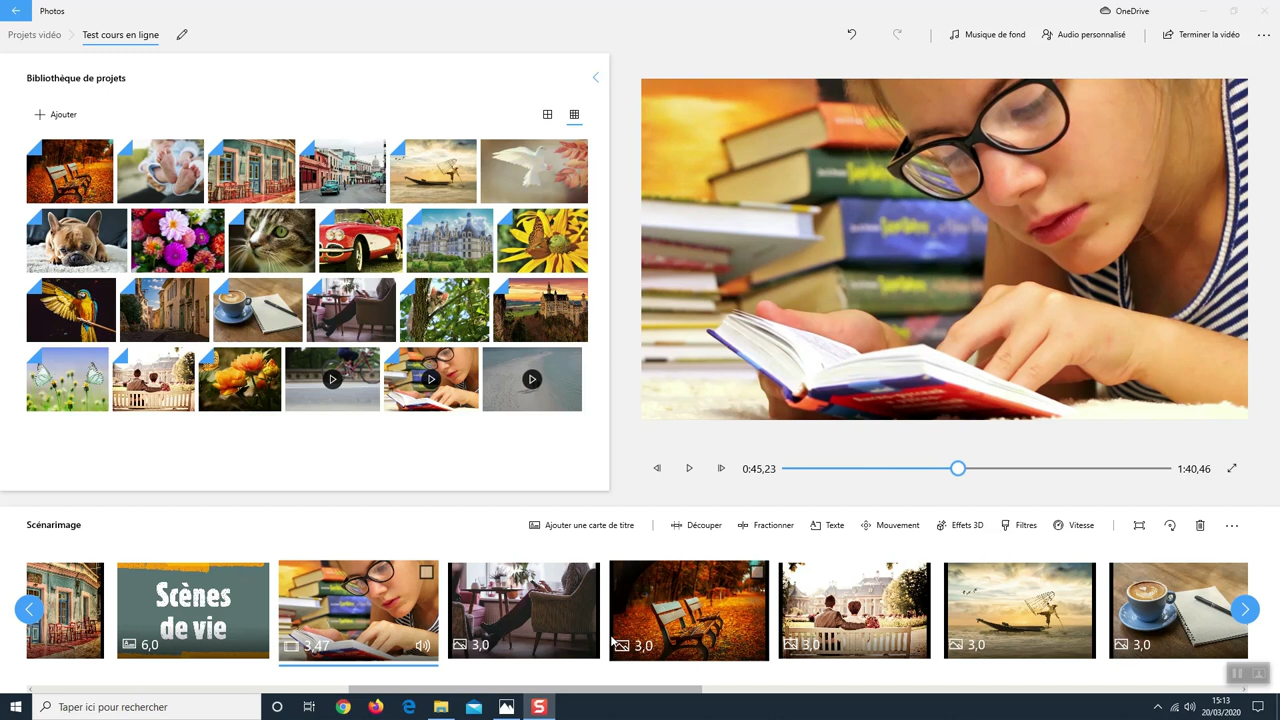 Photos
OneDrive
Projets vidéo
Test cours en ligne
Musique de fond
Audio personnalisé
Terminer la vidéo
Bibliothèque de projets
Ajouter
0:45,23
1:40,46
Scénarimage
Ajouter une carte de titre
Découper
Fractionner
Texte
Mouvement
Effets 3D
Filtres
Vitesse
Scènes
de vie
6,0
3,47
3,0
3,0
3,0
3,0
3,0
Taper ici pour rechercher
15:13
20/03/2020